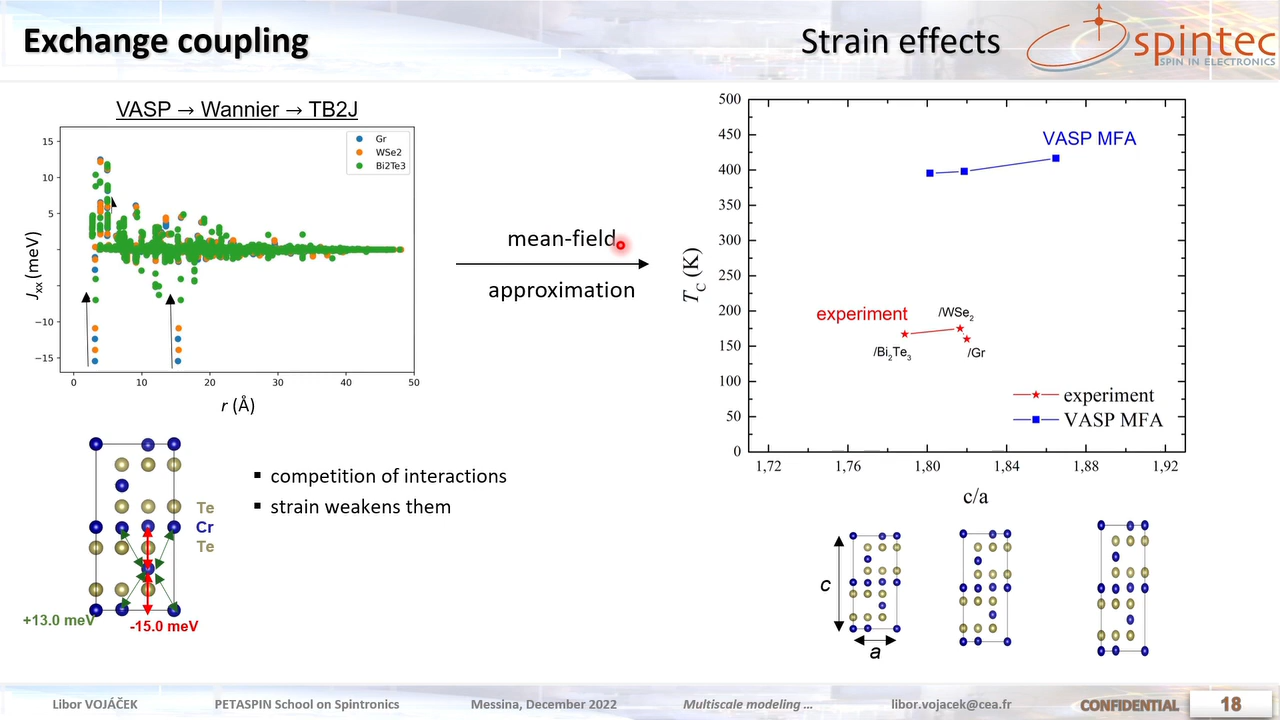 Exchange coupling
Strain effects
spintec
SPIN IN ELECTRONICS
VASP → Wannier → TB2J
Gr
WSe2
Bi2Te3
15
10
5
−10
−15
0
10
20
30
40
50
Jxx (meV)
r (Å)
mean-field
approximation
500
450
400
350
300
250
200
150
100
50
0
TC (K)
VASP MFA
experiment
/WSe2
/Bi2Te3
/Gr
experiment
VASP MFA
1,72
1,76
1,80
1,84
1,88
1,92
c/a
▪ competition of interactions
▪ strain weakens them
Te
Cr
Te
+13.0 meV
-15.0 meV
c
a
Libor VOJÁČEK
PETASPIN School on Spintronics
Messina, December 2022
Multiscale modeling ...
libor.vojacek@cea.fr
CONFIDENTIAL
18